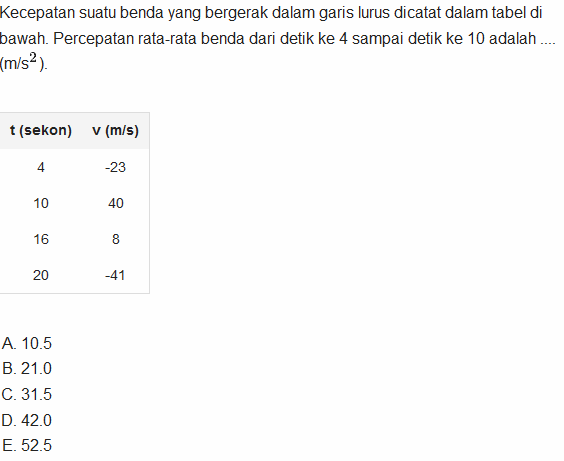 Kecepatan suatu benda yang bergerak dalam garis lurus dicatat dalam tabel di
bawah. Percepatan rata-rata benda dari detik ke 4 sampai detik ke 10 adalah ....
(m/s²).
t (sekon) v (m/s)
4 -23
10 40
16 8
20 -41
A. 10.5
B. 21.0
C. 31.5
D. 42.0
E. 52.5